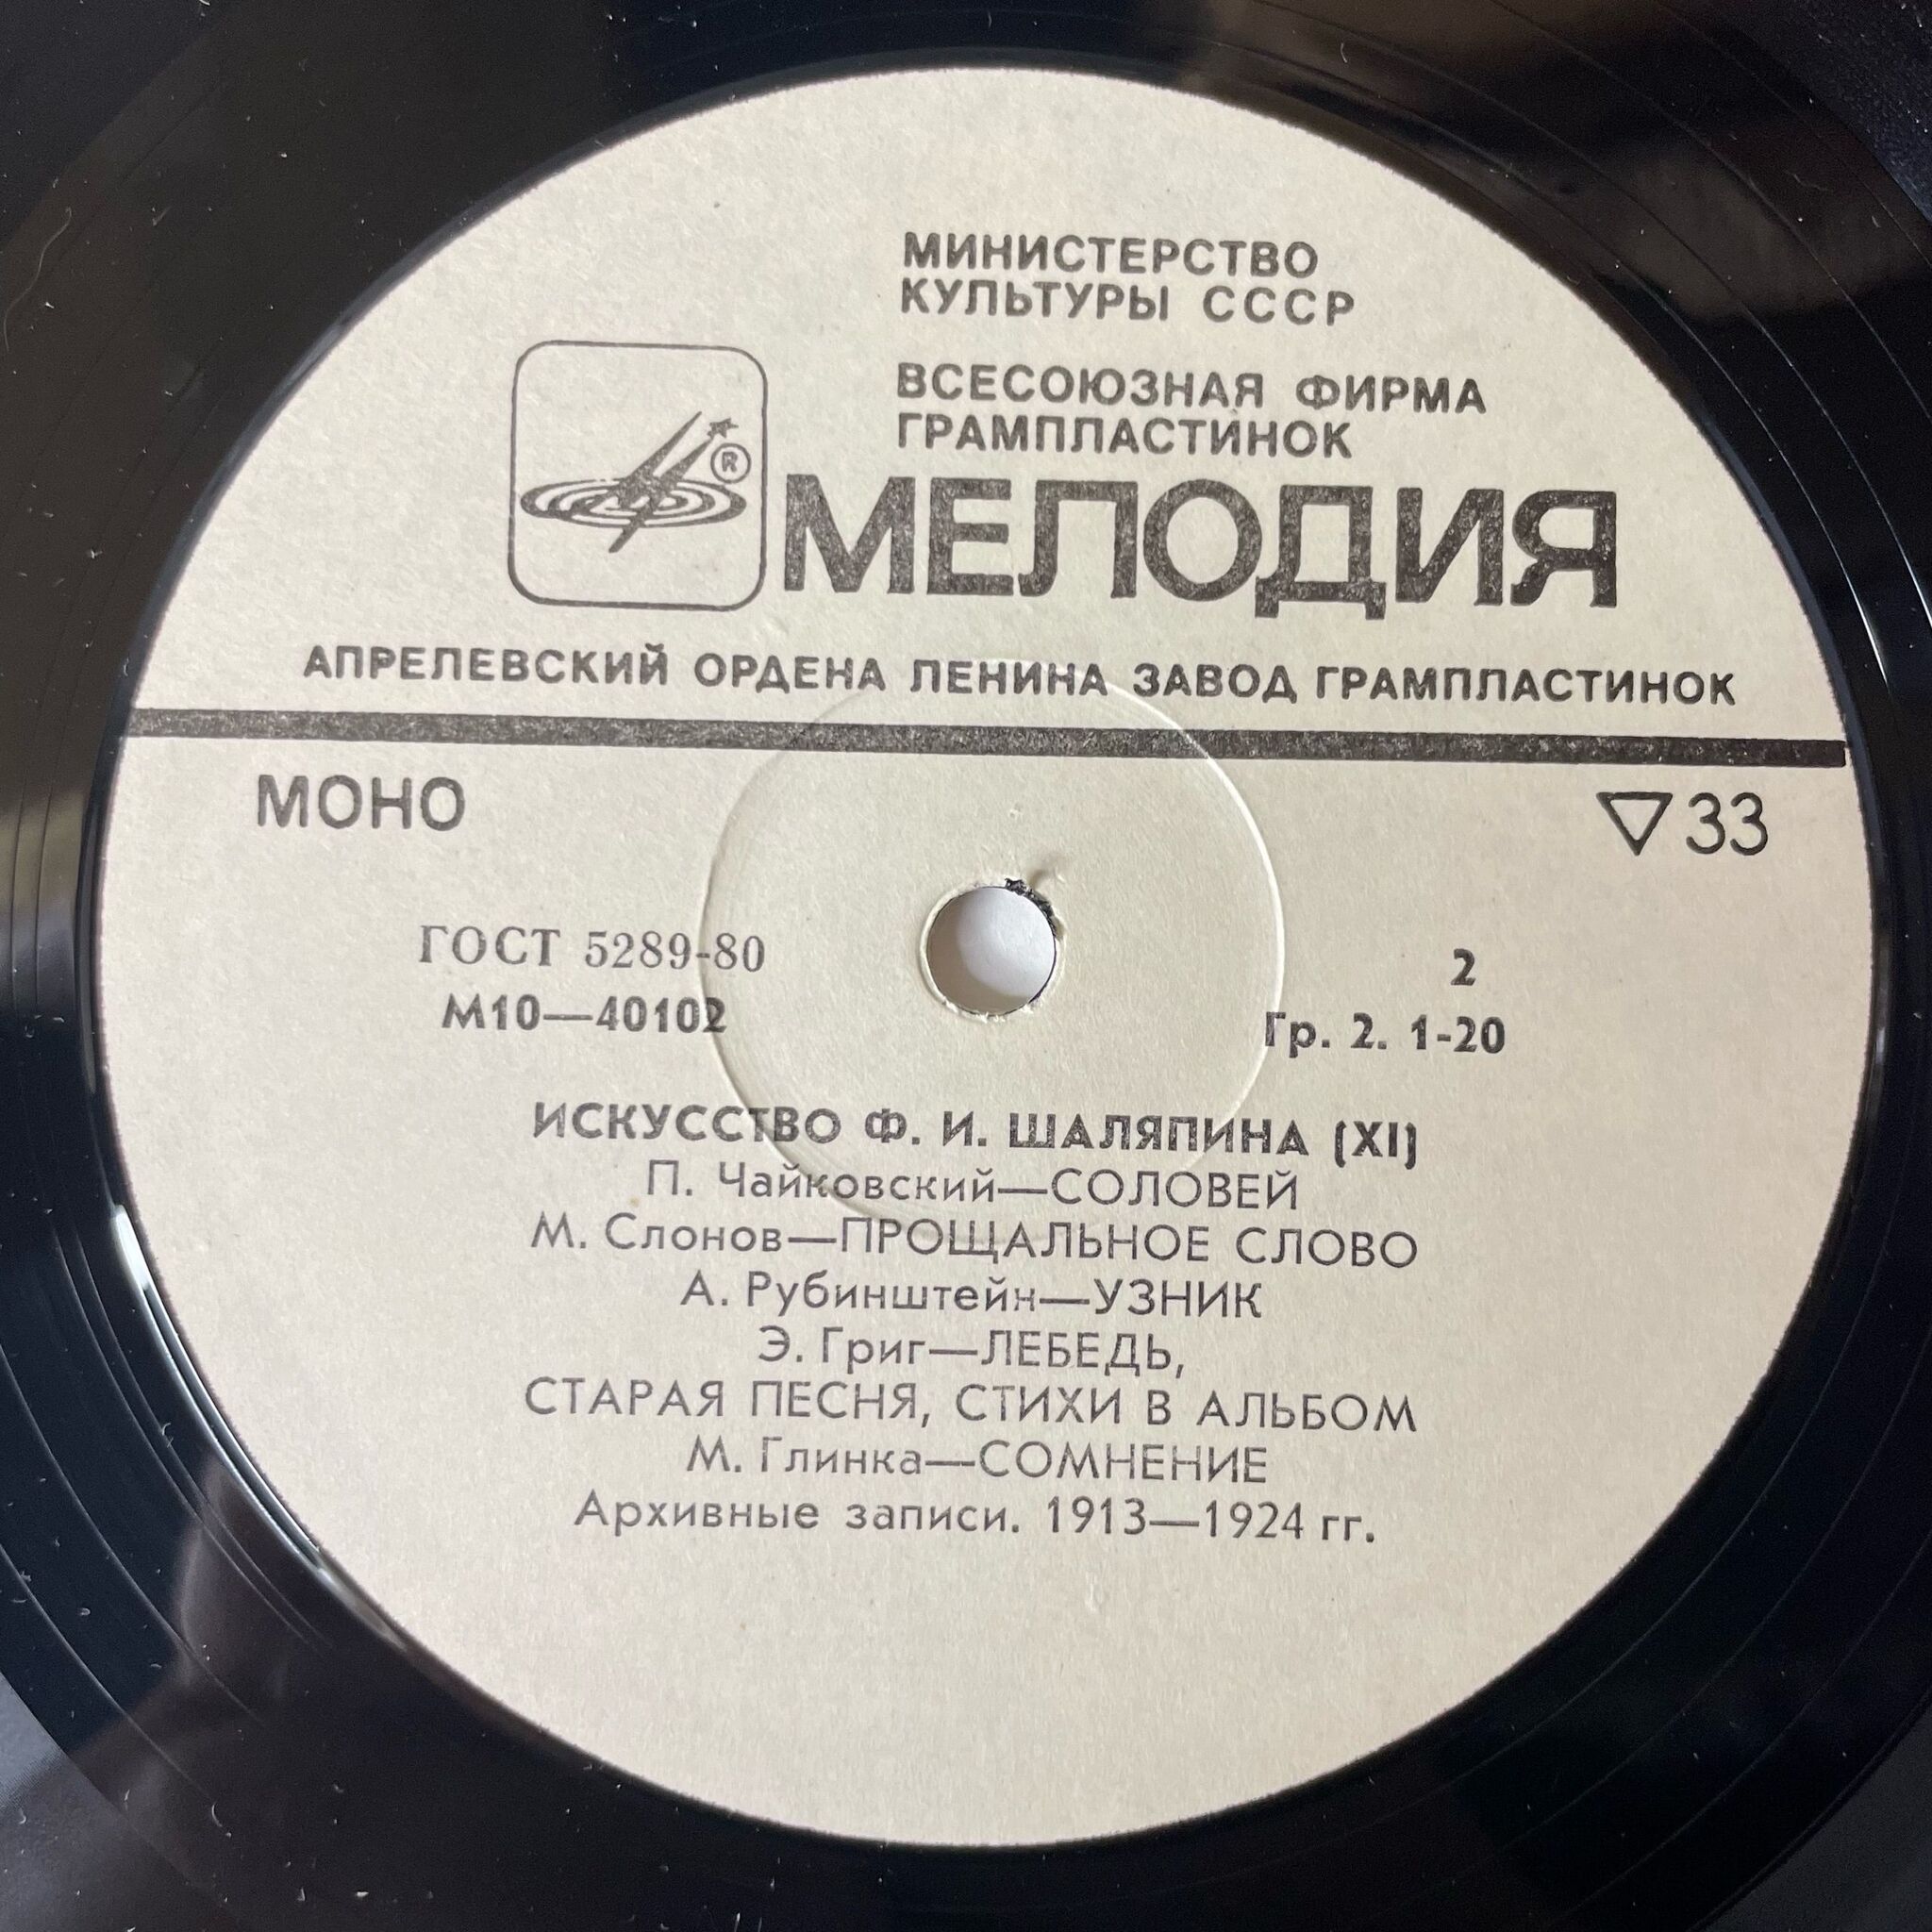 МИНИСТЕРСТВО
КУЛЬТУРЫ СССР
ВСЕСОЮЗНАЯ ФИРМА
ГРАМПЛАСТИНОК
®
МЕЛОДИЯ
АПРЕЛЕВСКИЙ ОРДЕНА ЛЕНИНА ЗАВОД ГРАМПЛАСТИНОК
МОНО
▽33
ГОСТ 5289-80
М10—40102
2
Гр. 2. 1-20
ИСКУССТВО Ф. И. ШАЛЯПИНА (XI)
П. Чайковский—СОЛОВЕЙ
М. Слонов—ПРОЩАЛЬНОЕ СЛОВО
А. Рубинштейн—УЗНИК
Э. Григ—ЛЕБЕДЬ,
СТАРАЯ ПЕСНЯ, СТИХИ В АЛЬБОМ
М. Глинка—СОМНЕНИЕ
Архивные записи. 1913—1924 гг.